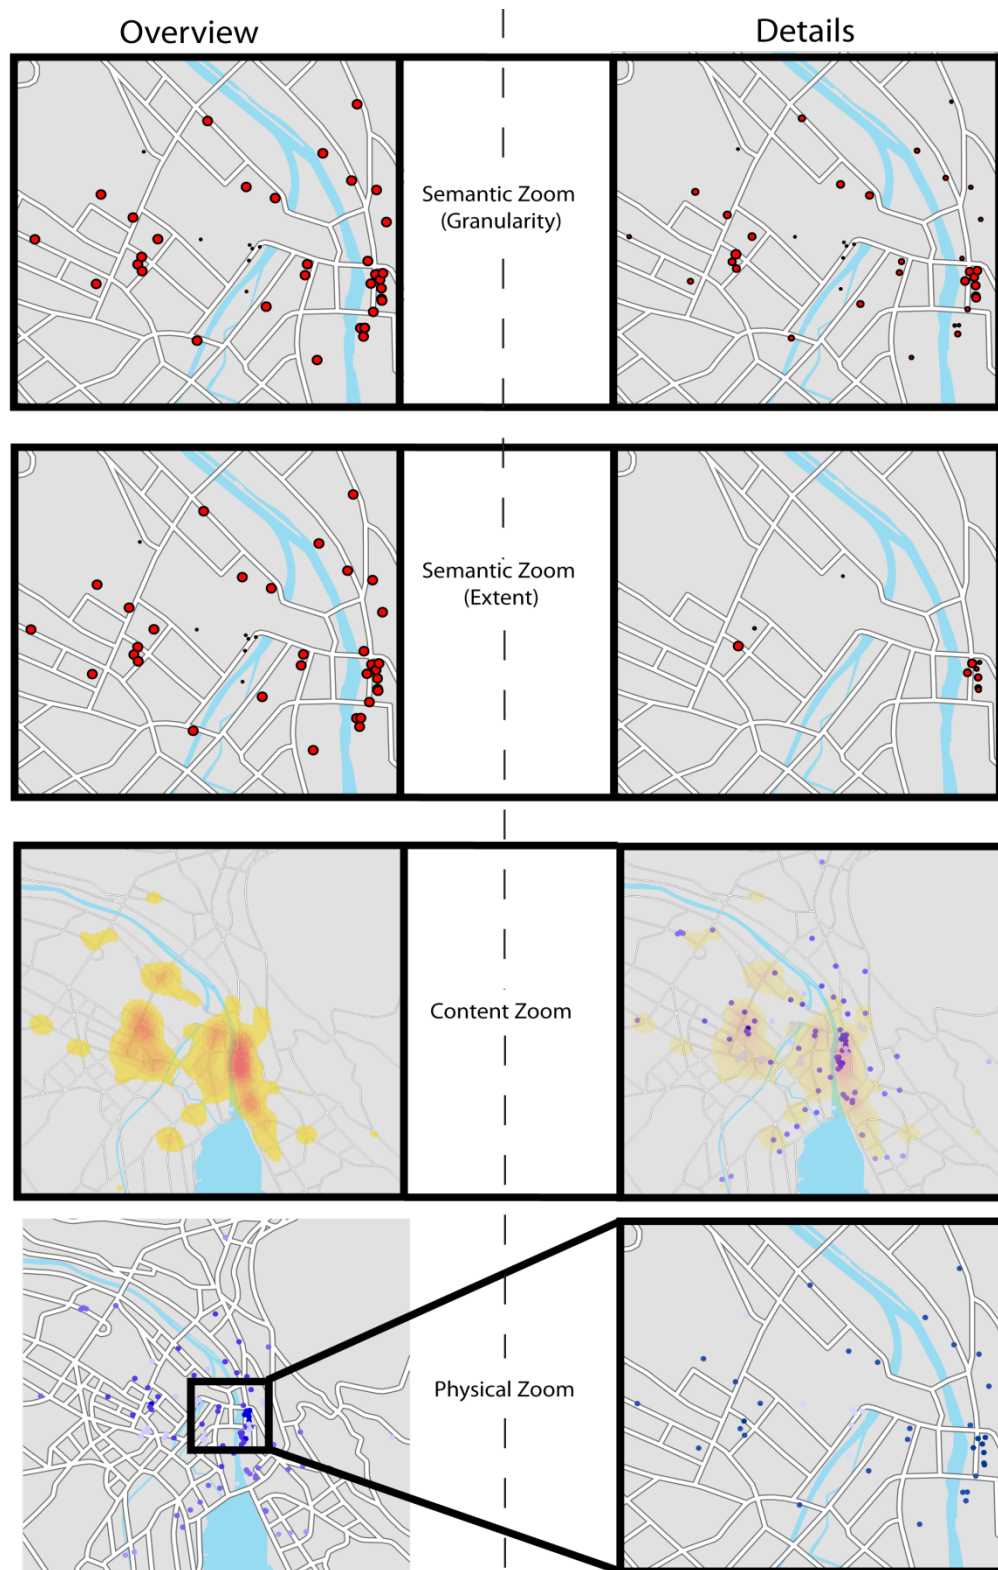 Overview
Details
Semantic Zoom
(Granularity)
Semantic Zoom
(Extent)
Content Zoom
Physical Zoom